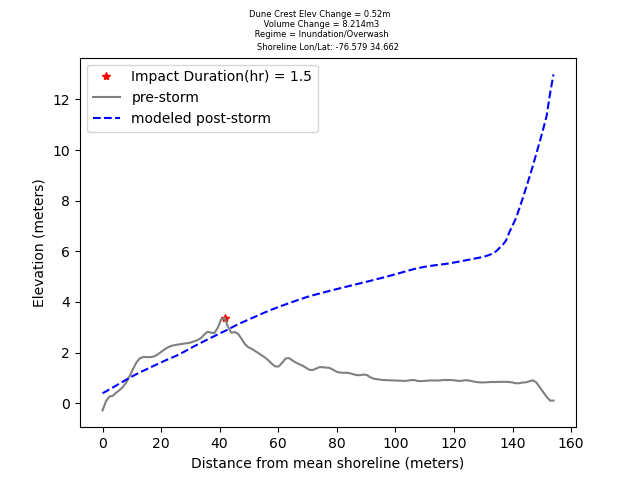 Dune Crest Elev Change = 0.52m
Volume Change = 8.214m3
Regime = Inundation/Overwash
Shoreline Lon/Lat: -76.579 34.662
Impact Duration(hr) = 1.5
pre-storm
modeled post-storm
Elevation (meters)
12
10
8
6
4
2
0
0 20 40 60 80 100 120 140 160
Distance from mean shoreline (meters)